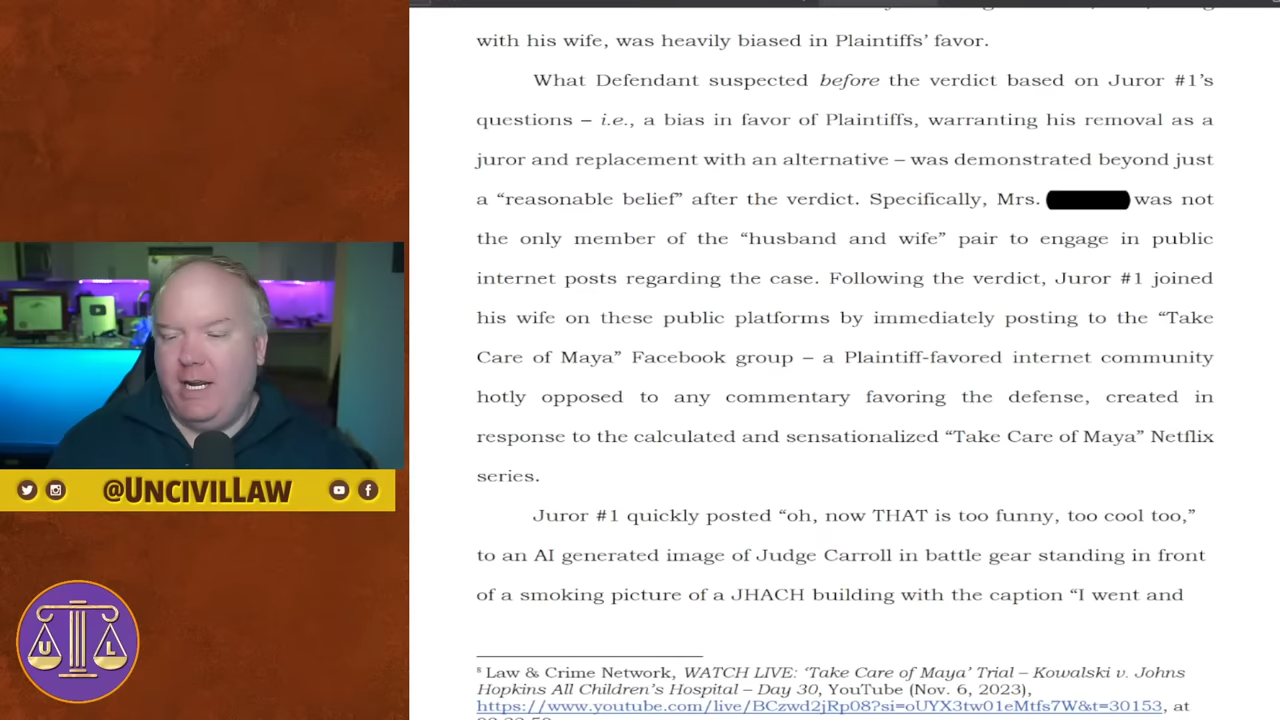 with his wife, was heavily biased in Plaintiffs' favor.
What Defendant suspected before the verdict based on Juror #1's
questions – i.e., a bias in favor of Plaintiffs, warranting his removal as a
juror and replacement with an alternative – was demonstrated beyond just
a “reasonable belief” after the verdict. Specifically, Mrs. was not
the only member of the “husband and wife” pair to engage in public
internet posts regarding the case. Following the verdict, Juror #1 joined
his wife on these public platforms by immediately posting to the “Take
Care of Maya” Facebook group – a Plaintiff-favored internet community
hotly opposed to any commentary favoring the defense, created in
response to the calculated and sensationalized “Take Care of Maya” Netflix
series.
Juror #1 quickly posted “oh, now THAT is too funny, too cool too,”
to an AI generated image of Judge Carroll in battle gear standing in front
of a smoking picture of a JHACH building with the caption “I went and
⁸ Law & Crime Network, WATCH LIVE: 'Take Care of Maya' Trial – Kowalski v. Johns
Hopkins All Children's Hospital – Day 30, YouTube (Nov. 6, 2023),
https://www.youtube.com/live/BCzwd2jRp08?si=oUYX3tw01eMtfs7W&t=30153, at
@UNCIVILLAW
U L